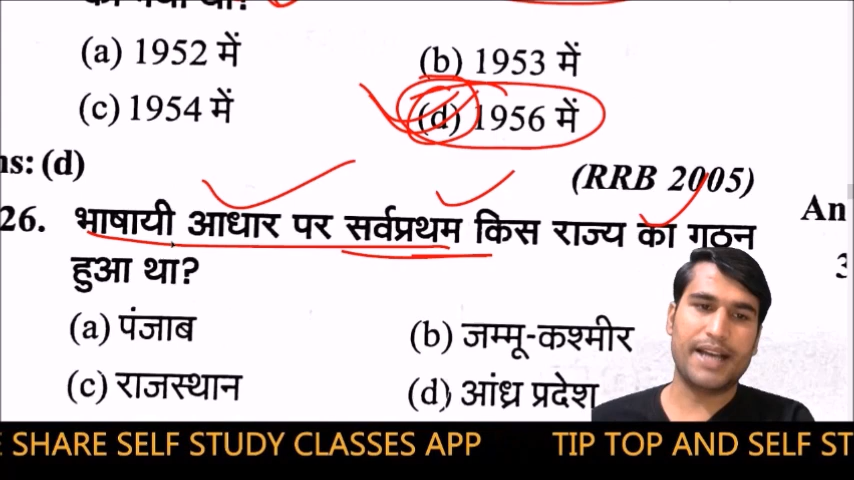 (a) 1952 में
(b) 1953 में
(c) 1954 में
(d) 1956 में
ns: (d)
(RRB 2005)
An
26. भाषायी आधार पर सर्वप्रथम किस राज्य का गठन
हुआ था?
3
(a) पंजाब
(b) जम्मू-कश्मीर
(c) राजस्थान
(d) आंध्र प्रदेश
E SHARE SELF STUDY CLASSES APP TIP TOP AND SELF ST